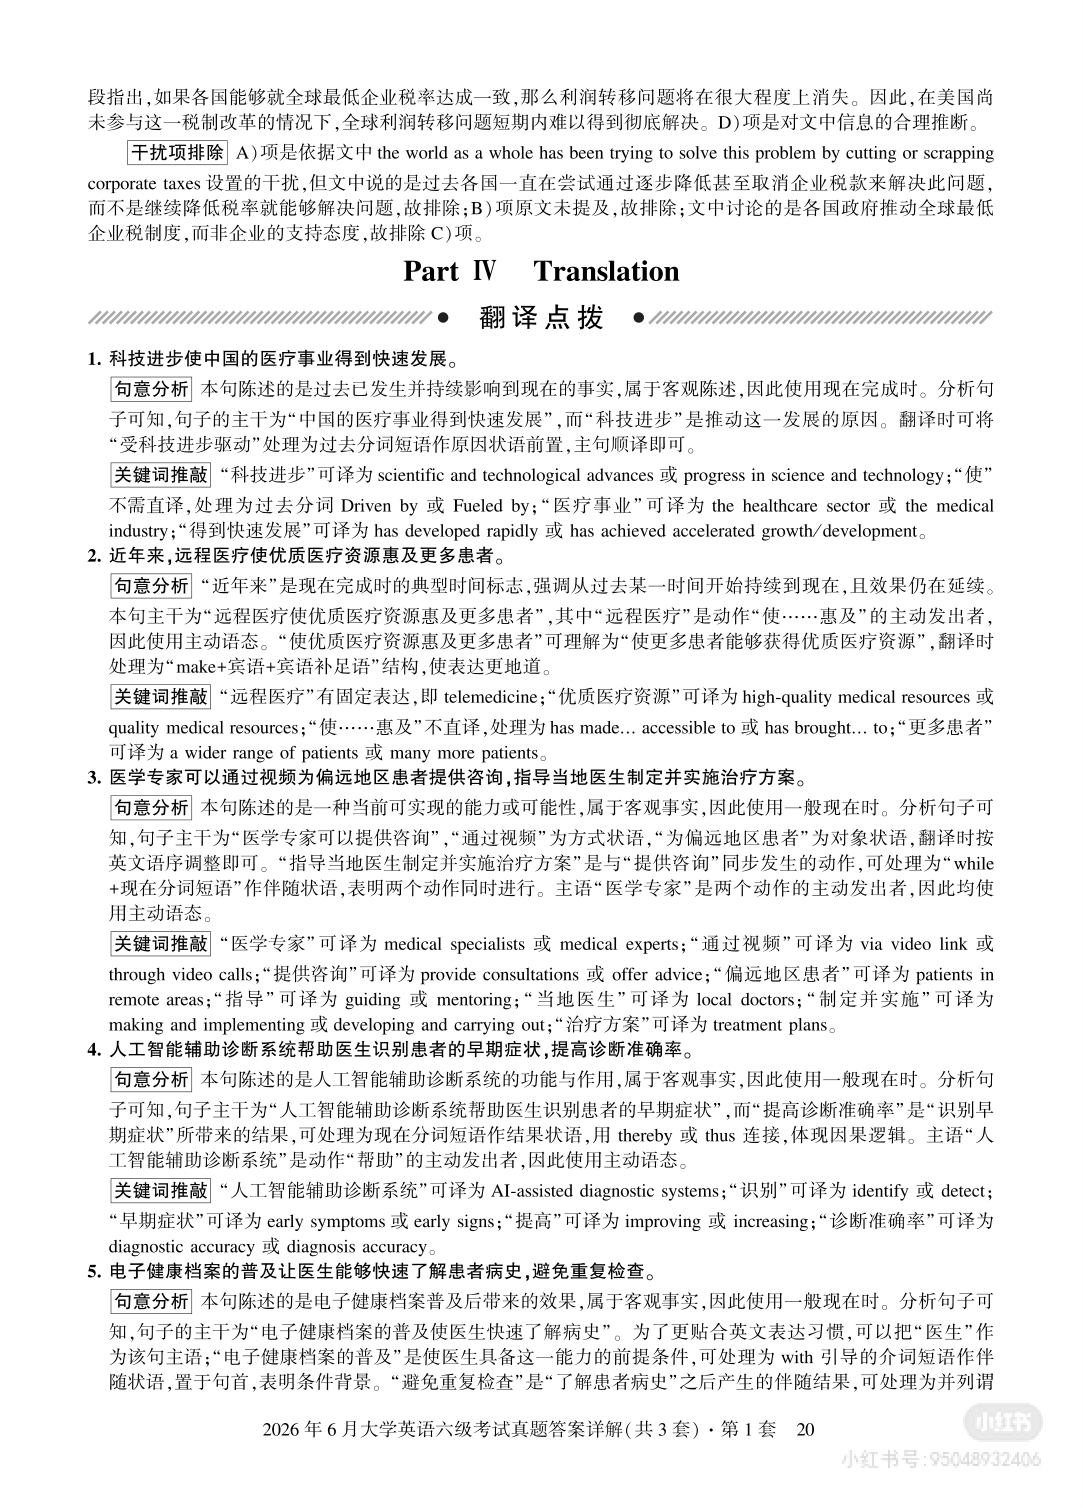 段指出,如果各国能够就全球最低企业税率达成一致,那么利润转移问题将在很大程度上消失。因此,在美国尚
未参与这一税制改革的情况下,全球利润转移问题短期内难以得到彻底解决。D)项是对文中信息的合理推断。
干扰项排除 A)项是依据文中 the world as a whole has been trying to solve this problem by cutting or scrapping
corporate taxes 设置的干扰,但文中说的是过去各国一直在尝试通过逐步降低甚至取消企业税款来解决此问题,
而不是继续降低税率就能够解决问题,故排除;B)项原文未提及,故排除;文中讨论的是各国政府推动全球最低
企业税制度,而非企业的支持态度,故排除 C)项。
Part Ⅳ Translation
● 翻译点拨 ●
1. 科技进步使中国的医疗事业得到快速发展。
句意分析 本句陈述的是过去已发生并持续影响到现在的事实,属于客观陈述,因此使用现在完成时。分析句
子可知,句子的主干为“中国的医疗事业得到快速发展”,而“科技进步”是推动这一发展的原因。翻译时可将
“受科技进步驱动”处理为过去分词短语作原因状语前置,主句顺译即可。
关键词推敲 “科技进步”可译为 scientific and technological advances 或 progress in science and technology;“使”
不需直译,处理为过去分词 Driven by 或 Fueled by;“医疗事业”可译为 the healthcare sector 或 the medical
industry;“得到快速发展”可译为 has developed rapidly 或 has achieved accelerated growth/development。
2. 近年来,远程医疗使优质医疗资源惠及更多患者。
句意分析 “近年来”是现在完成时的典型时间标志,强调从过去某一时间开始持续到现在,且效果仍在延续。
本句主干为“远程医疗使优质医疗资源惠及更多患者”,其中“远程医疗”是动作“使……惠及”的主动发出者,
因此使用主动语态。“使优质医疗资源惠及更多患者”可理解为“使更多患者能够获得优质医疗资源”,翻译时
处理为“make+宾语+宾语补足语”结构,使表达更地道。
关键词推敲 “远程医疗”有固定表达,即 telemedicine;“优质医疗资源”可译为 high-quality medical resources 或
quality medical resources;“使……惠及”不直译,处理为 has made... accessible to 或 has brought... to;“更多患者”
可译为 a wider range of patients 或 many more patients。
3. 医学专家可以通过视频为偏远地区患者提供咨询,指导当地医生制定并实施治疗方案。
句意分析 本句陈述的是一种当前可实现的能力或可能性,属于客观事实,因此使用一般现在时。分析句子可
知,句子主干为“医学专家可以提供咨询”,“通过视频”为方式状语,“为偏远地区患者”为对象状语,翻译时按
英文语序调整即可。“指导当地医生制定并实施治疗方案”是与“提供咨询”同步发生的动作,可处理为“while
+现在分词短语”作伴随状语,表明两个动作同时进行。主语“医学专家”是两个动作的主动发出者,因此均使
用主动语态。
关键词推敲 “医学专家”可译为 medical specialists 或 medical experts;“通过视频”可译为 via video link 或
through video calls;“提供咨询”可译为 provide consultations 或 offer advice;“偏远地区患者”可译为 patients in
remote areas;“指导”可译为 guiding 或 mentoring;“当地医生”可译为 local doctors;“制定并实施”可译为
making and implementing 或 developing and carrying out;“治疗方案”可译为 treatment plans。
4. 人工智能辅助诊断系统帮助医生识别患者的早期症状,提高诊断准确率。
句意分析 本句陈述的是人工智能辅助诊断系统的功能与作用,属于客观事实,因此使用一般现在时。分析句
子可知,句子主干为“人工智能辅助诊断系统帮助医生识别患者的早期症状”,而“提高诊断准确率”是“识别早
期症状”所带来的结果,可处理为现在分词短语作结果状语,用 thereby 或 thus 连接,体现因果逻辑。主语“人
工智能辅助诊断系统”是动作“帮助”的主动发出者,因此使用主动语态。
关键词推敲 “人工智能辅助诊断系统”可译为 AI-assisted diagnostic systems;“识别”可译为 identify 或 detect;
“早期症状”可译为 early symptoms 或 early signs;“提高”可译为 improving 或 increasing;“诊断准确率”可译为
diagnostic accuracy 或 diagnosis accuracy。
5. 电子健康档案的普及让医生能够快速了解患者病史,避免重复检查。
句意分析 本句陈述的是电子健康档案普及后带来的效果,属于客观事实,因此使用一般现在时。分析句子可
知,句子的主干为“电子健康档案的普及使医生快速了解病史”。为了更贴合英文表达习惯,可以把“医生”作
为该句主语;“电子健康档案的普及”是使医生具备这一能力的前提条件,可处理为 with 引导的介词短语作伴
随状语,置于句首,表明条件背景。“避免重复检查”是“了解患者病史”之后产生的伴随结果,可处理为并列谓
2026 年 6 月大学英语六级考试真题答案详解(共 3 套)·第 1 套 20
小红书
小红书号:95048932406